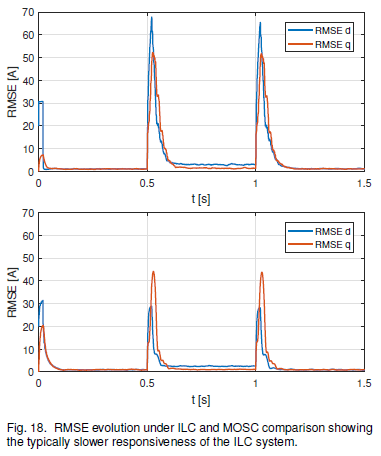 70
60
50
40
30
20
10
0
RMSE [A]
RMSE d
RMSE q
0
0.5
1
1.5
t [s]
70
60
50
40
30
20
10
0
RMSE [A]
RMSE d
RMSE q
0
0.5
1
1.5
t [s]
Fig. 18. RMSE evolution under ILC and MOSC comparison showing
the typically slower responsiveness of the ILC system.